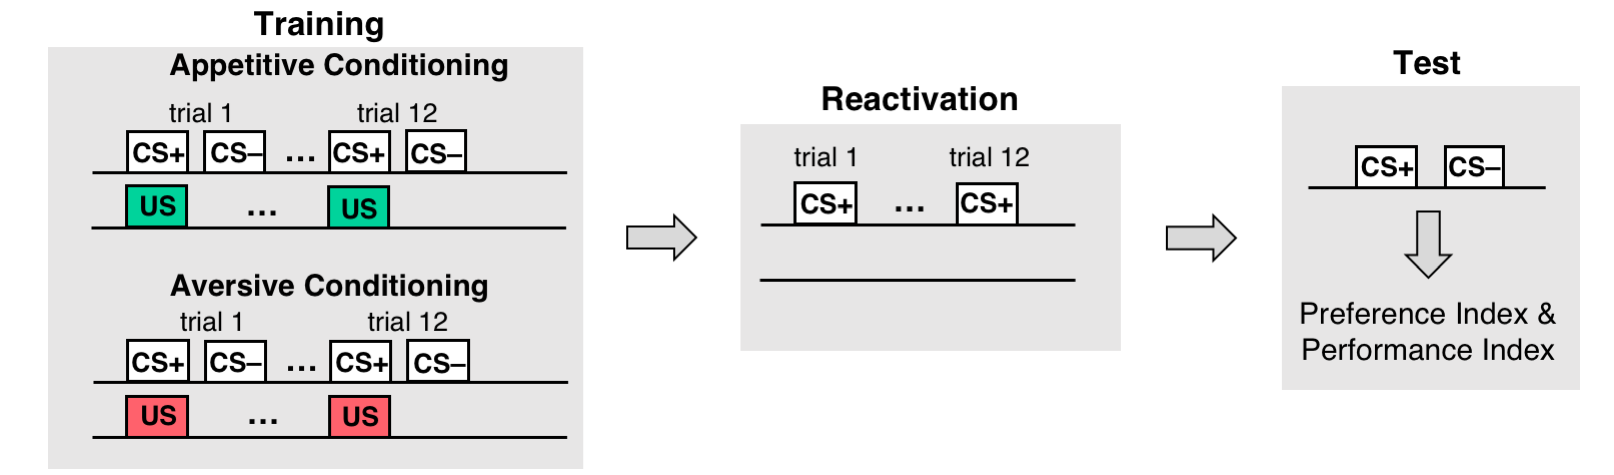 Training
Appetitive Conditioning
trial 1 trial 12
CS+ CS– ... CS+ CS–
US ... US
Aversive Conditioning
trial 1 trial 12
CS+ CS– ... CS+ CS–
US ... US
Reactivation
trial 1 trial 12
CS+ ... CS+
Test
CS+ CS–
Preference Index &
Performance Index